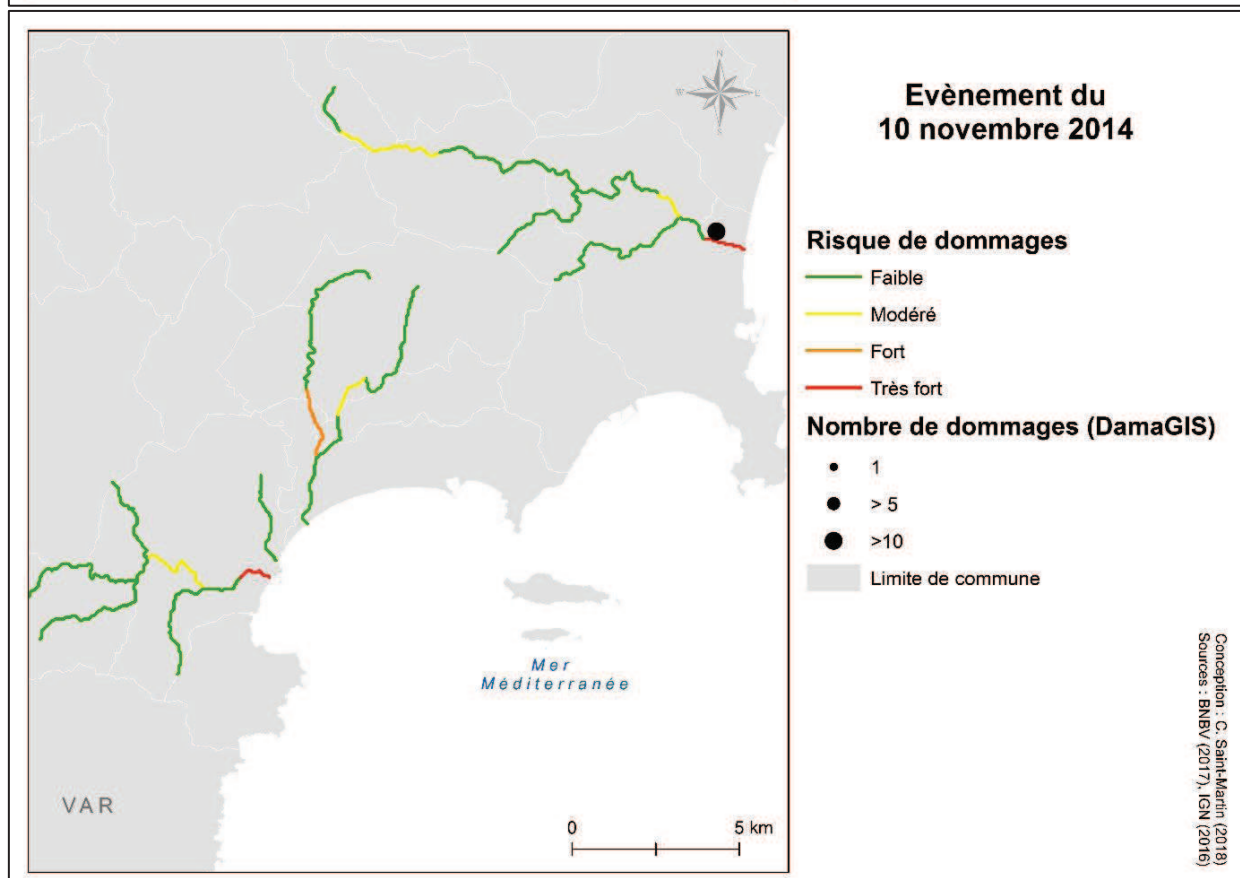 N
W
E
S
Evènement du
10 novembre 2014
Risque de dommages
Faible
Modéré
Fort
Très fort
Nombre de dommages (DamaGIS)
1
> 5
>10
Limite de commune
Mer
Méditerranée
VAR
0
5 km
Conception : C. Saint-Martin (2018)
Sources : BNBV (2017), IGN (2016)